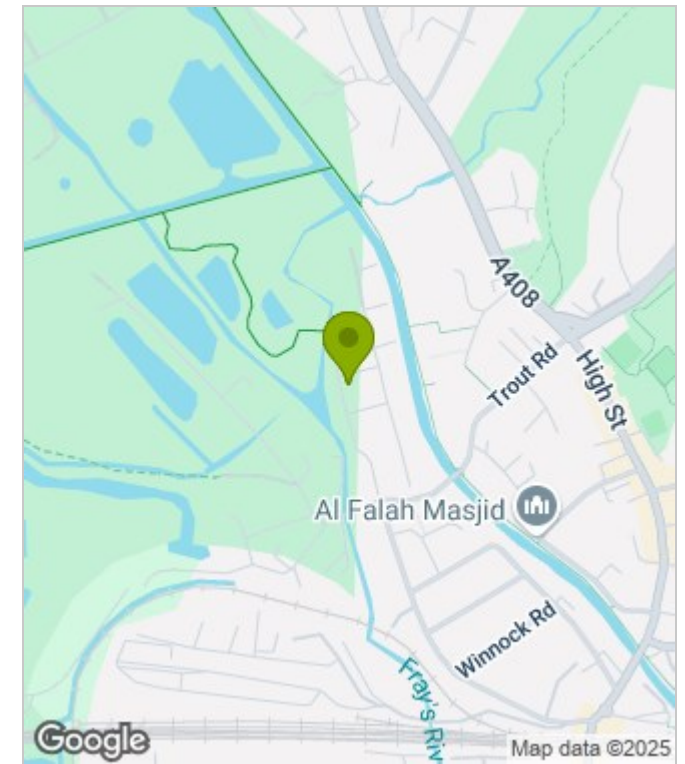 A408
Trout Rd
High St
Al Falah Masjid
Winnock Rd
Fray's Riv
Google
Map data ©2025